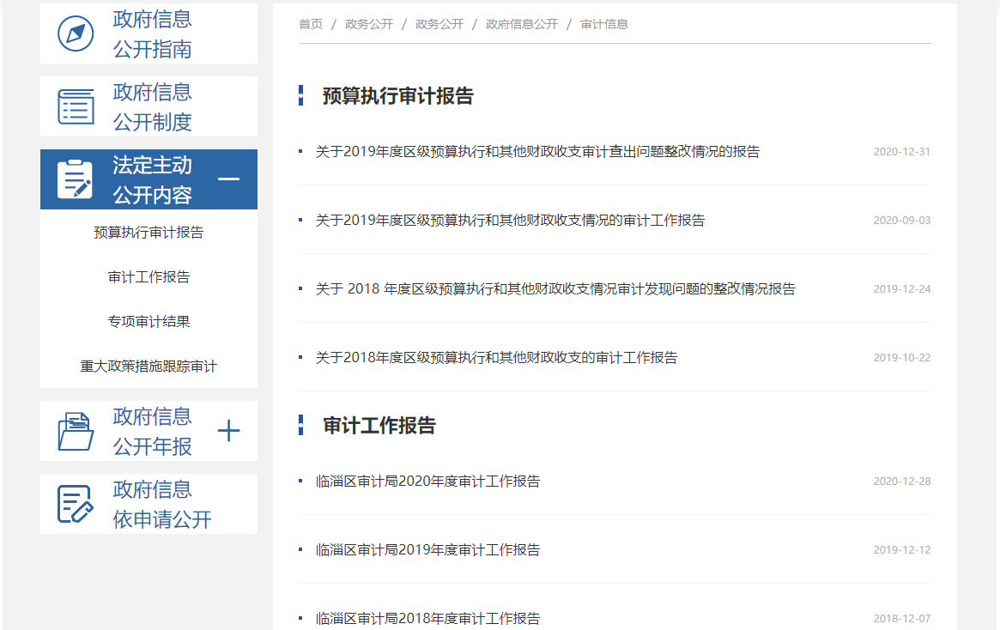 政府信息
公开指南
政府信息
公开制度
法定主动
公开内容
预算执行审计报告
审计工作报告
专项审计结果
重大政策措施跟踪审计
政府信息
公开年报
政府信息
依申请公开
首页 / 政务公开 / 政务公开 / 政府信息公开 / 审计信息
预算执行审计报告
关于2019年度区级预算执行和其他财政收支审计查出问题整改情况的报告 2020-12-31
关于2019年度区级预算执行和其他财政收支情况的审计工作报告 2020-09-03
关于 2018 年度区级预算执行和其他财政收支情况审计发现问题的整改情况报告 2019-12-24
关于2018年度区级预算执行和其他财政收支的审计工作报告 2019-10-22
审计工作报告
临淄区审计局2020年度审计工作报告 2020-12-28
临淄区审计局2019年度审计工作报告 2019-12-12
临淄区审计局2018年度审计工作报告 2018-12-07